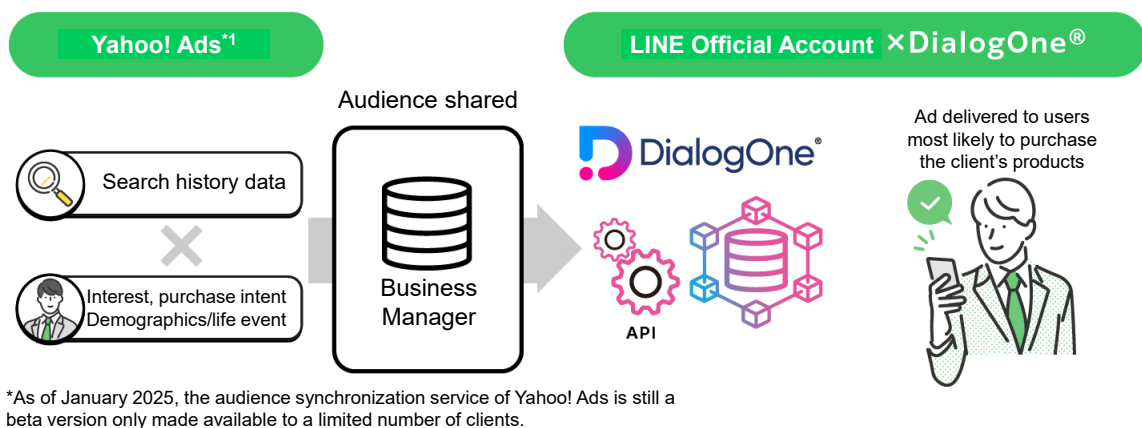 Yahoo! Ads*1
LINE Official Account ×DialogOne®
Audience shared
Search history data
Interest, purchase intent
Demographics/life event
Business
Manager
DialogOne®
API
Ad delivered to users
most likely to purchase
the client's products
*As of January 2025, the audience synchronization service of Yahoo! Ads is still a
beta version only made available to a limited number of clients.